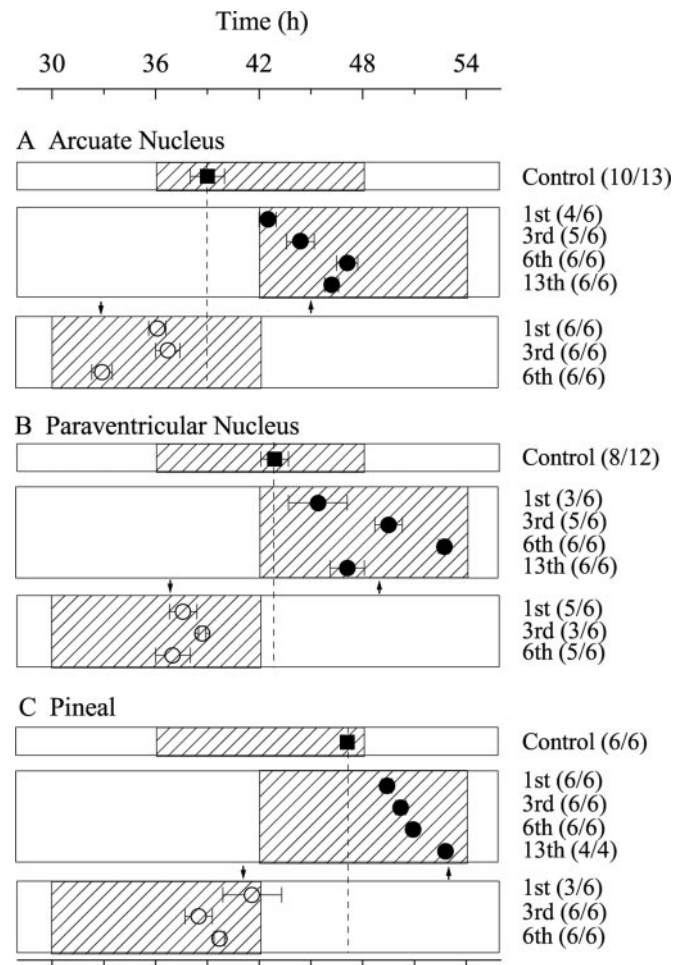 Time (h)
30 36 42 48 54
A Arcuate Nucleus
Control (10/13)
1st (4/6)
3rd (5/6)
6th (6/6)
13th (6/6)
1st (6/6)
3rd (6/6)
6th (6/6)
B Paraventricular Nucleus
Control (8/12)
1st (3/6)
3rd (5/6)
6th (6/6)
13th (6/6)
1st (5/6)
3rd (3/6)
6th (5/6)
C Pineal
Control (6/6)
1st (6/6)
3rd (6/6)
6th (6/6)
13th (4/4)
1st (3/6)
3rd (6/6)
6th (6/6)